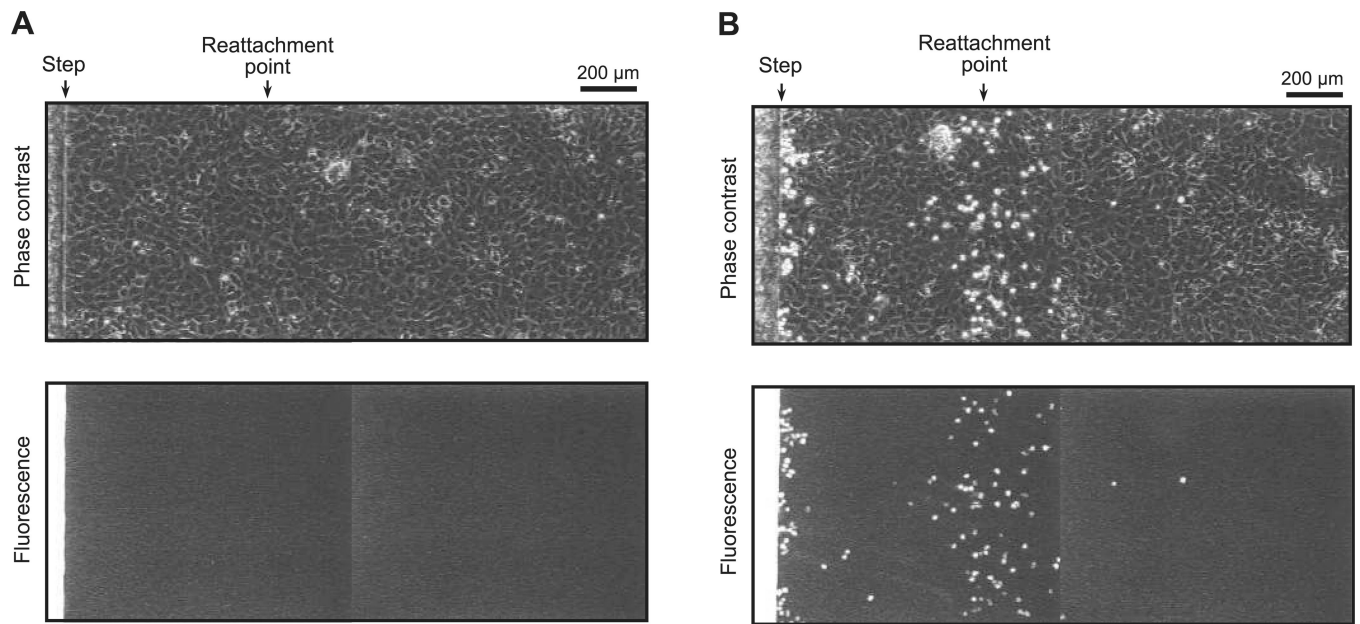 A
Step
Reattachment
point
200 µm
Phase contrast
Fluorescence
B
Step
Reattachment
point
200 µm
Phase contrast
Fluorescence